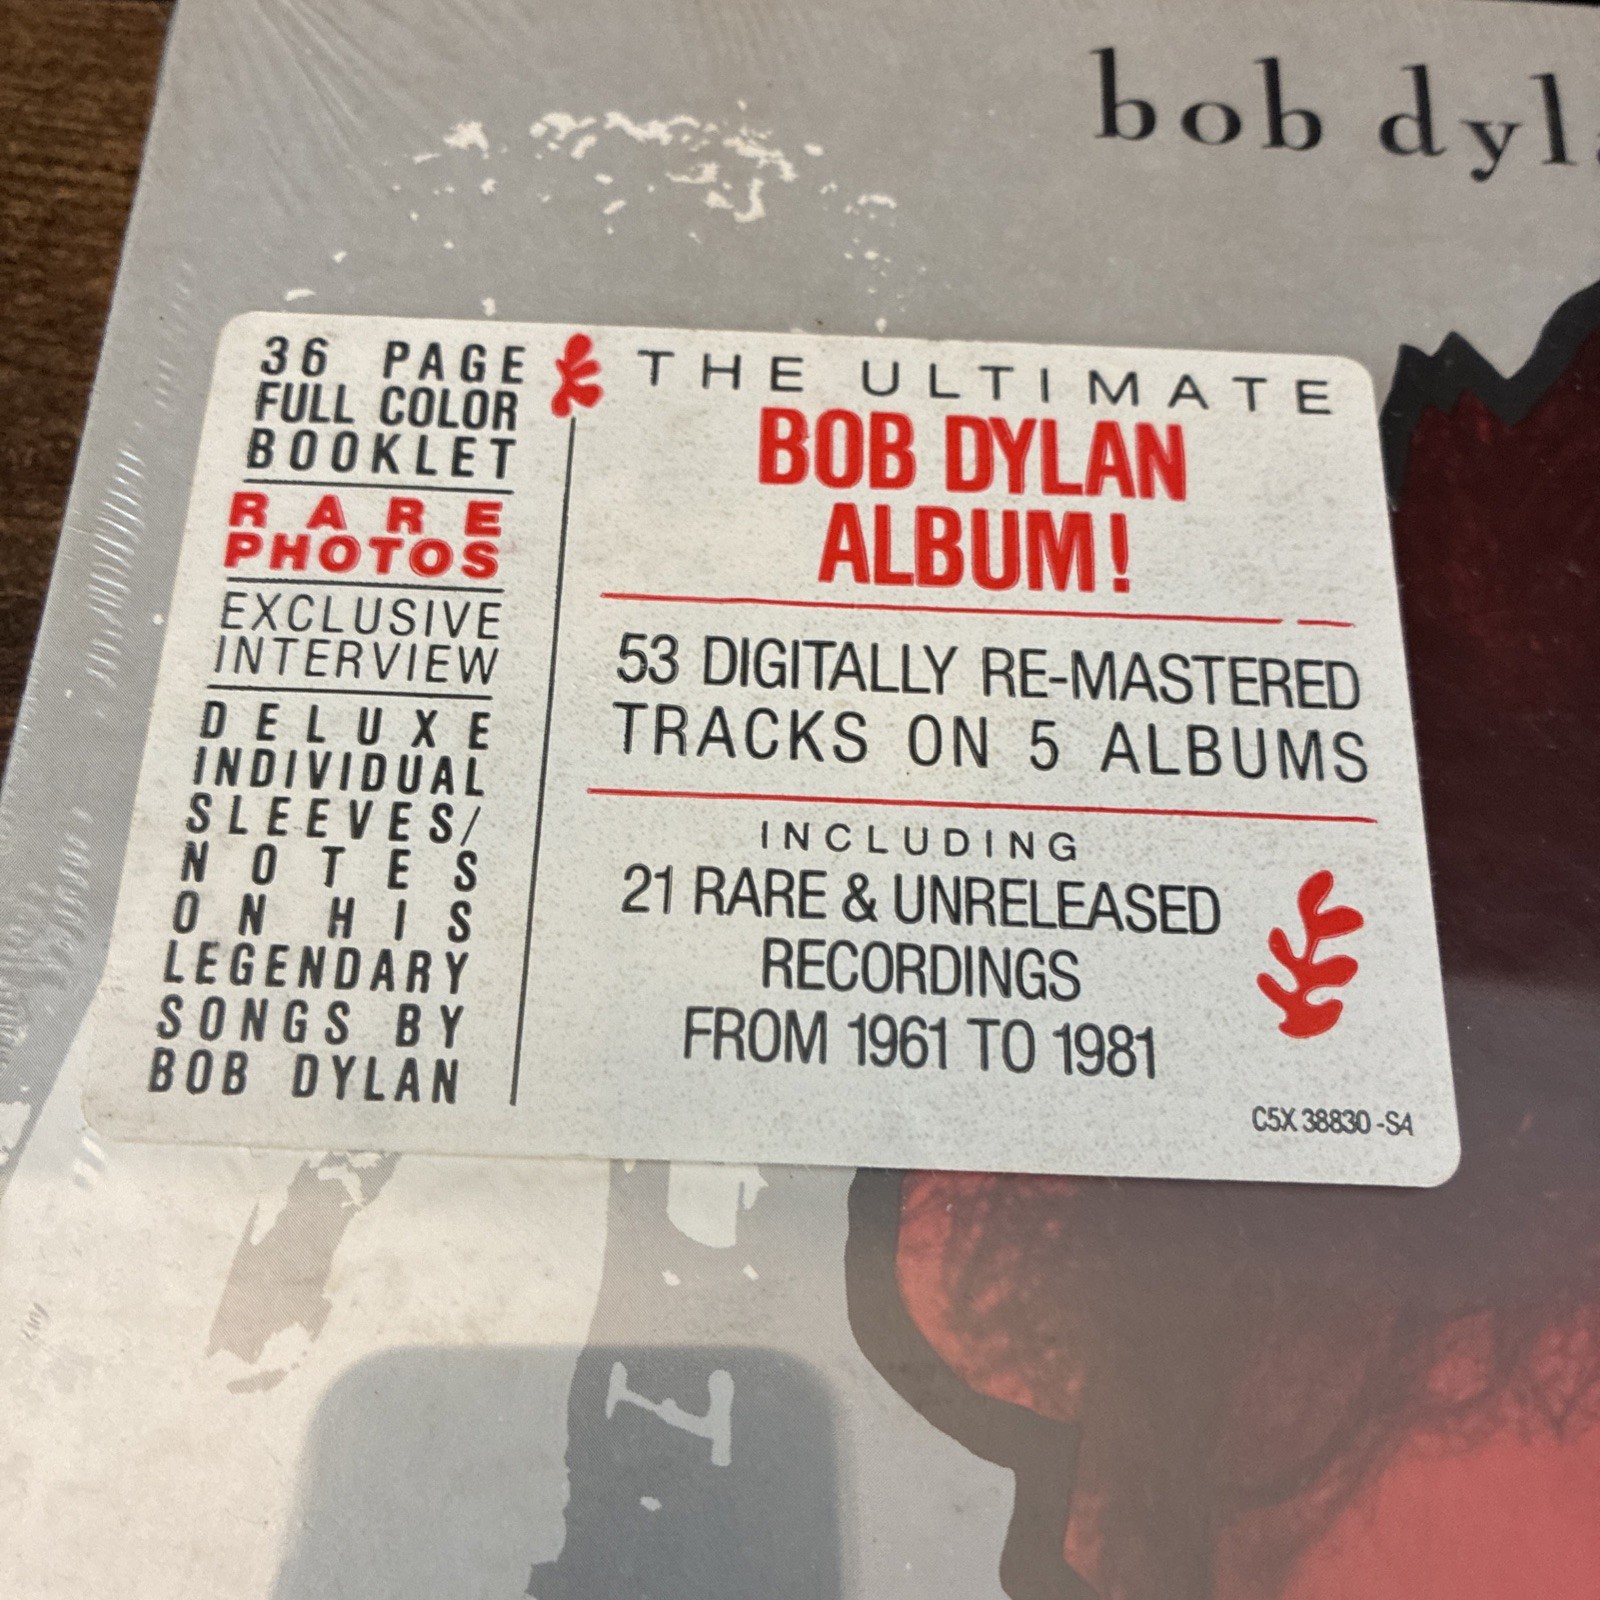 bob dyl
36 PAGE
FULL COLOR
BOOKLET
RARE
PHOTOS
EXCLUSIVE
INTERVIEW
DELUXE
INDIVIDUAL
SLEEVES/
NOTES
ON HIS
LEGENDARY
SONGS BY
BOB DYLAN
THE ULTIMATE
BOB DYLAN
ALBUM!
53 DIGITALLY RE-MASTERED
TRACKS ON 5 ALBUMS
INCLUDING
21 RARE & UNRELEASED
RECORDINGS
FROM 1961 TO 1981
C5X 38830-SA